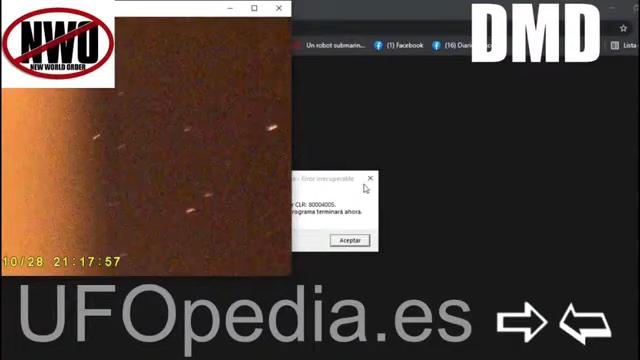 NWO
NEW WORLD ORDER
DMD
Un robot submarin...
(1) Facebook
(16) Diario
Lista
- Error irrecuperable
CLR: 80004005.
programa terminará ahora.
Aceptar
10/28 21:17:57
UFOpedia.es